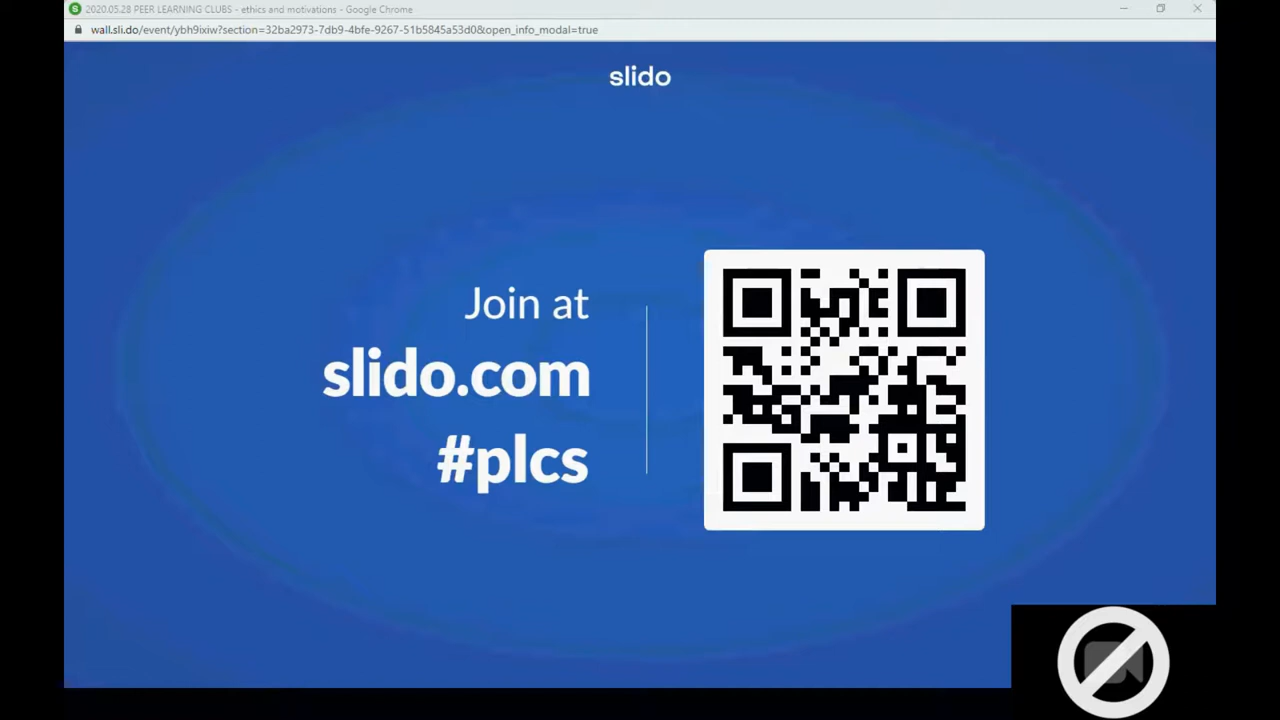 2020.05.28 PEER LEARNING CLUBS - ethics and motivations - Google Chrome
wall.sli.do/event/ybh9ixiw?section=32ba2973-7db9-4bfe-9267-51b5845a53d0&open_info_modal=true
slido
Join at
slido.com
#plcs